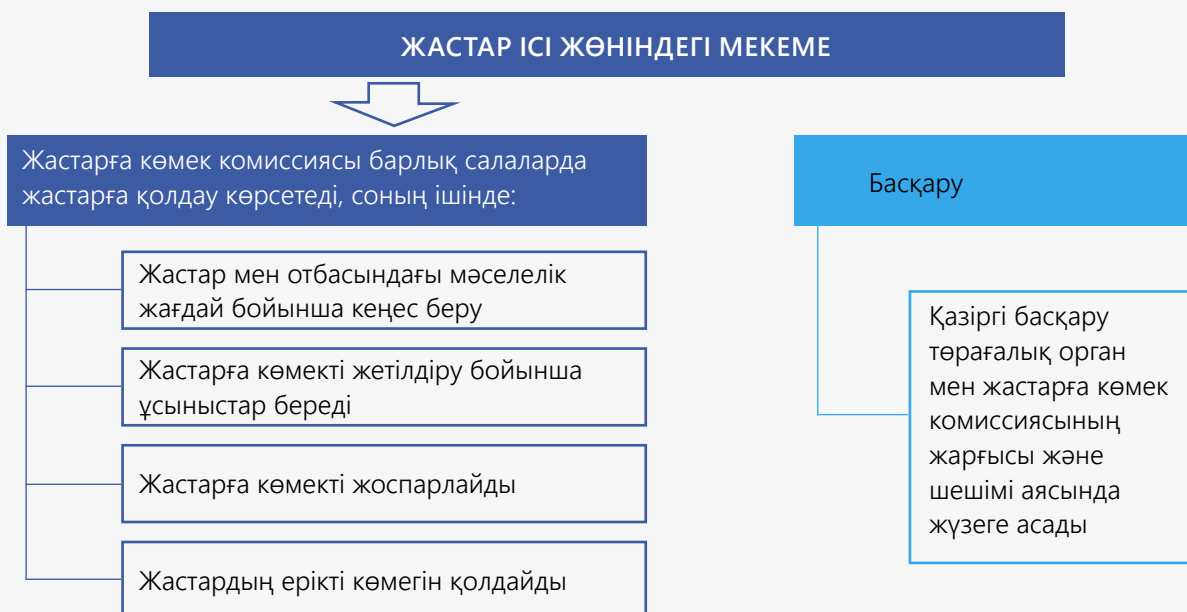 ЖАСТАР ІСІ ЖӨНІНДЕГІ МЕКЕМЕ
Жастарға көмек комиссиясы барлық салаларда
жастарға қолдау көрсетеді, соның ішінде:
Жастар мен отбасындағы мәселелік
жағдай бойынша кеңес беру
Жастарға көмекті жетілдіру бойынша
ұсыныстар береді
Жастарға көмекті жоспарлайды
Жастардың ерікті көмегін қолдайды
Басқару
Қазіргі басқару
төрағалық орган
мен жастарға көмек
комиссиясының
жарғысы және
шешімі аясында
жүзеге асады